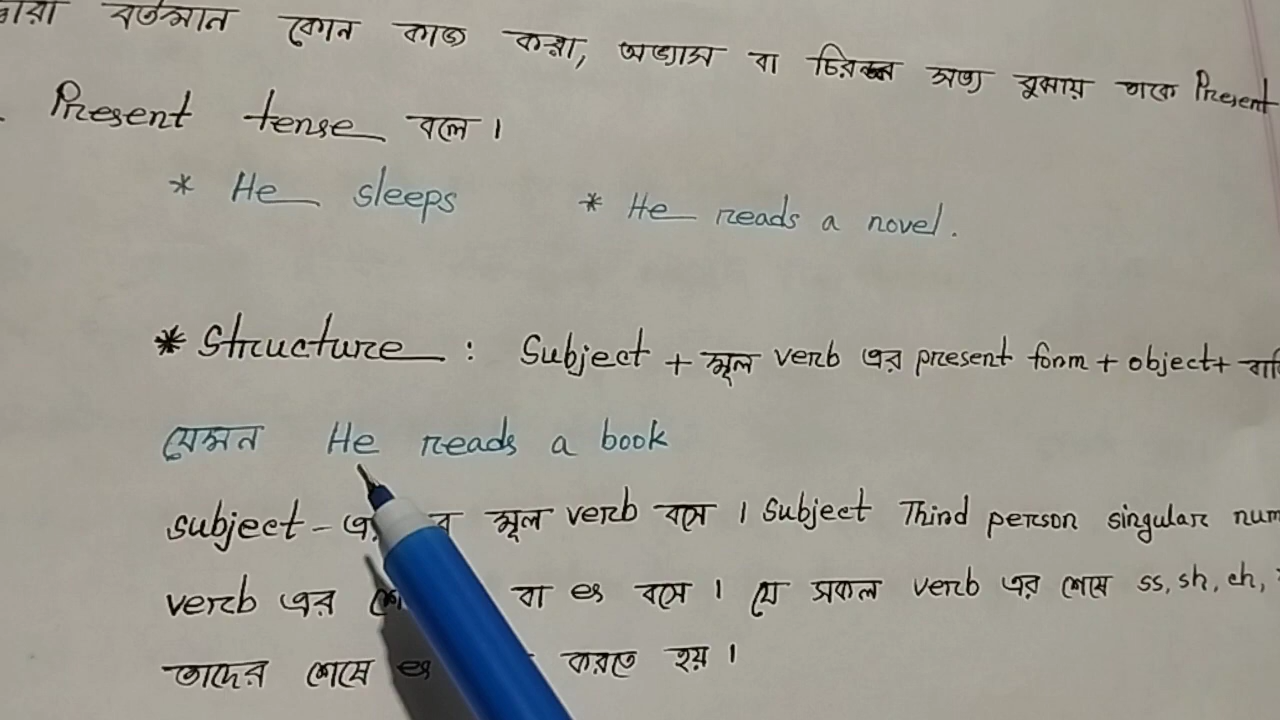 বর্তমান কোন কাজ করা, অভ্যাস বা চিরন্তন সত্য বুঝায় তাকে Present
Present tense বলে।
* He sleeps * He reads a novel.
* Structure : Subject + মূল verb এর present form + object +
যেমন He reads a book
subject - মূল verb বসে। Subject Third person singular num
verb এর বা es বসে। যে সকল verb এর শেষে ss, sh, ch,
তাদের শেষে es করতে হয়।